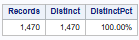 Records Distinct DistinctPct
1,470 1,470 100.00%